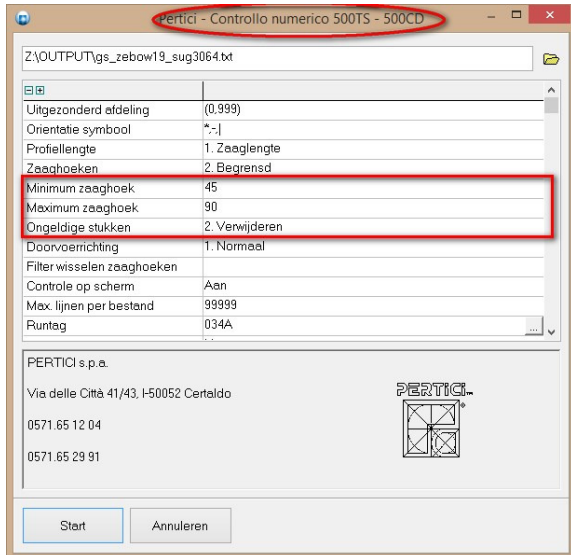 Pertici - Controllo numerico 500TS - 500CD
Z:\OUTPUT\gs_zebow19_sug3064.txt
Uitgezonderd afdeling (0,999)
Orientatie symbool *,-,|
Profiellengte 1. Zaaglengte
Zaaghoeken 2. Begrensd
Minimum zaaghoek 45
Maximum zaaghoek 90
Ongeldige stukken 2. Verwijderen
Doorvoerrichting 1. Normaal
Filter wisselen zaaghoeken
Controle op scherm Aan
Max. lijnen per bestand 99999
Runtag 034A ...
PERTICI s.p.a.
Via delle Città 41/43, I-50052 Certaldo
PERTICI
0571.65 12 04
0571.65 29 91
Start Annuleren